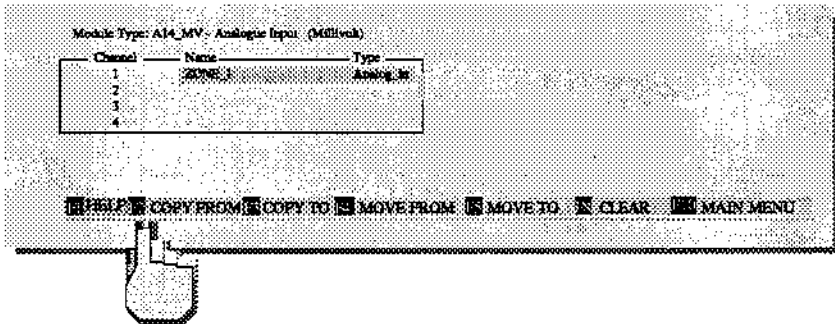 Module Type: A14_MV - Analogue Input (Millivolt)
Channel Name Type
1 ZONE_1 Analog_in
2
3
4
HELP COPY FROM COPY TO MOVE FROM MOVE TO CLEAR MAIN MENU